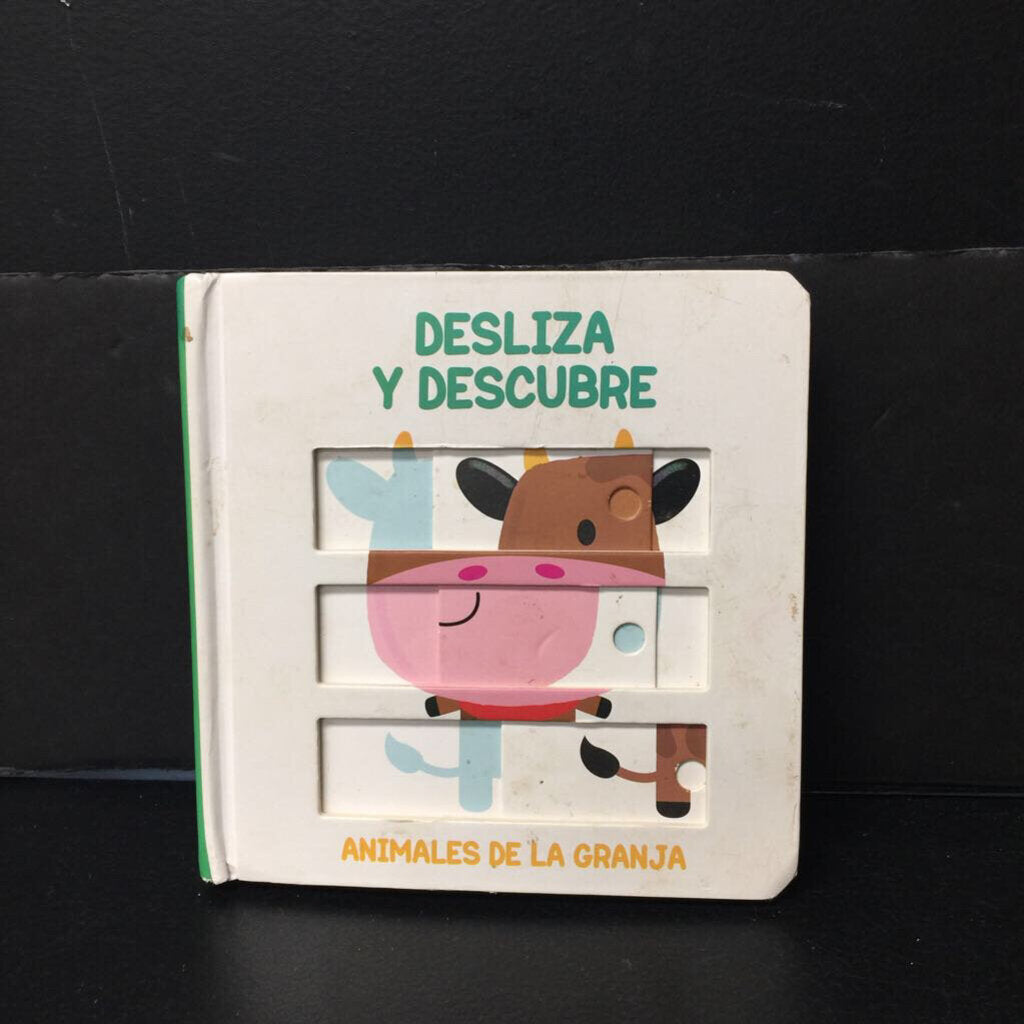 DESLIZA
Y DESCUBRE
ANIMALES DE LA GRANJA